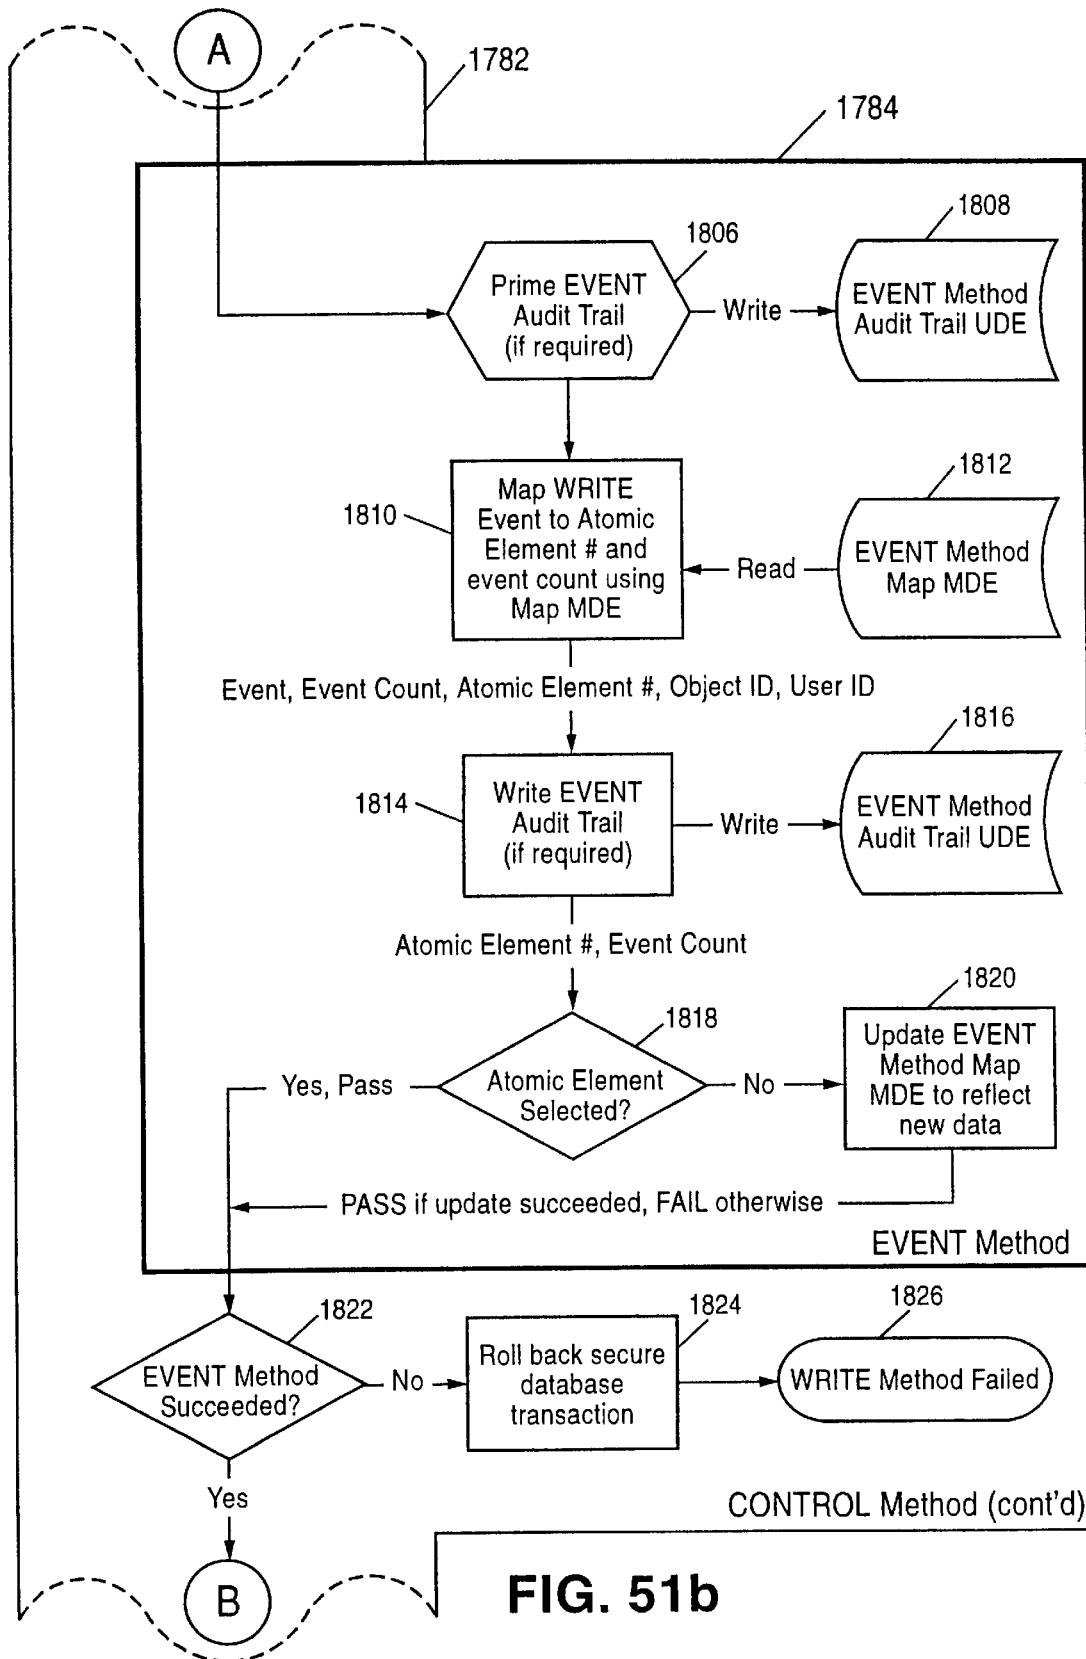 A
1782
1784
1806
1808
Prime EVENT
Audit Trail
(if required)
Write
EVENT Method
Audit Trail UDE
1810
Map WRITE
Event to Atomic
Element # and
event count using
Map MDE
Read
1812
EVENT Method
Map MDE
Event, Event Count, Atomic Element #, Object ID, User ID
1814
Write EVENT
Audit Trail
(if required)
Write
1816
EVENT Method
Audit Trail UDE
Atomic Element #, Event Count
1818
Yes, Pass
Atomic Element
Selected?
No
1820
Update EVENT
Method Map
MDE to reflect
new data
PASS if update succeeded, FAIL otherwise
EVENT Method
1822
EVENT Method
Succeeded?
No
1824
Roll back secure
database
transaction
1826
WRITE Method Failed
Yes
CONTROL Method (cont'd)
B
FIG. 51b